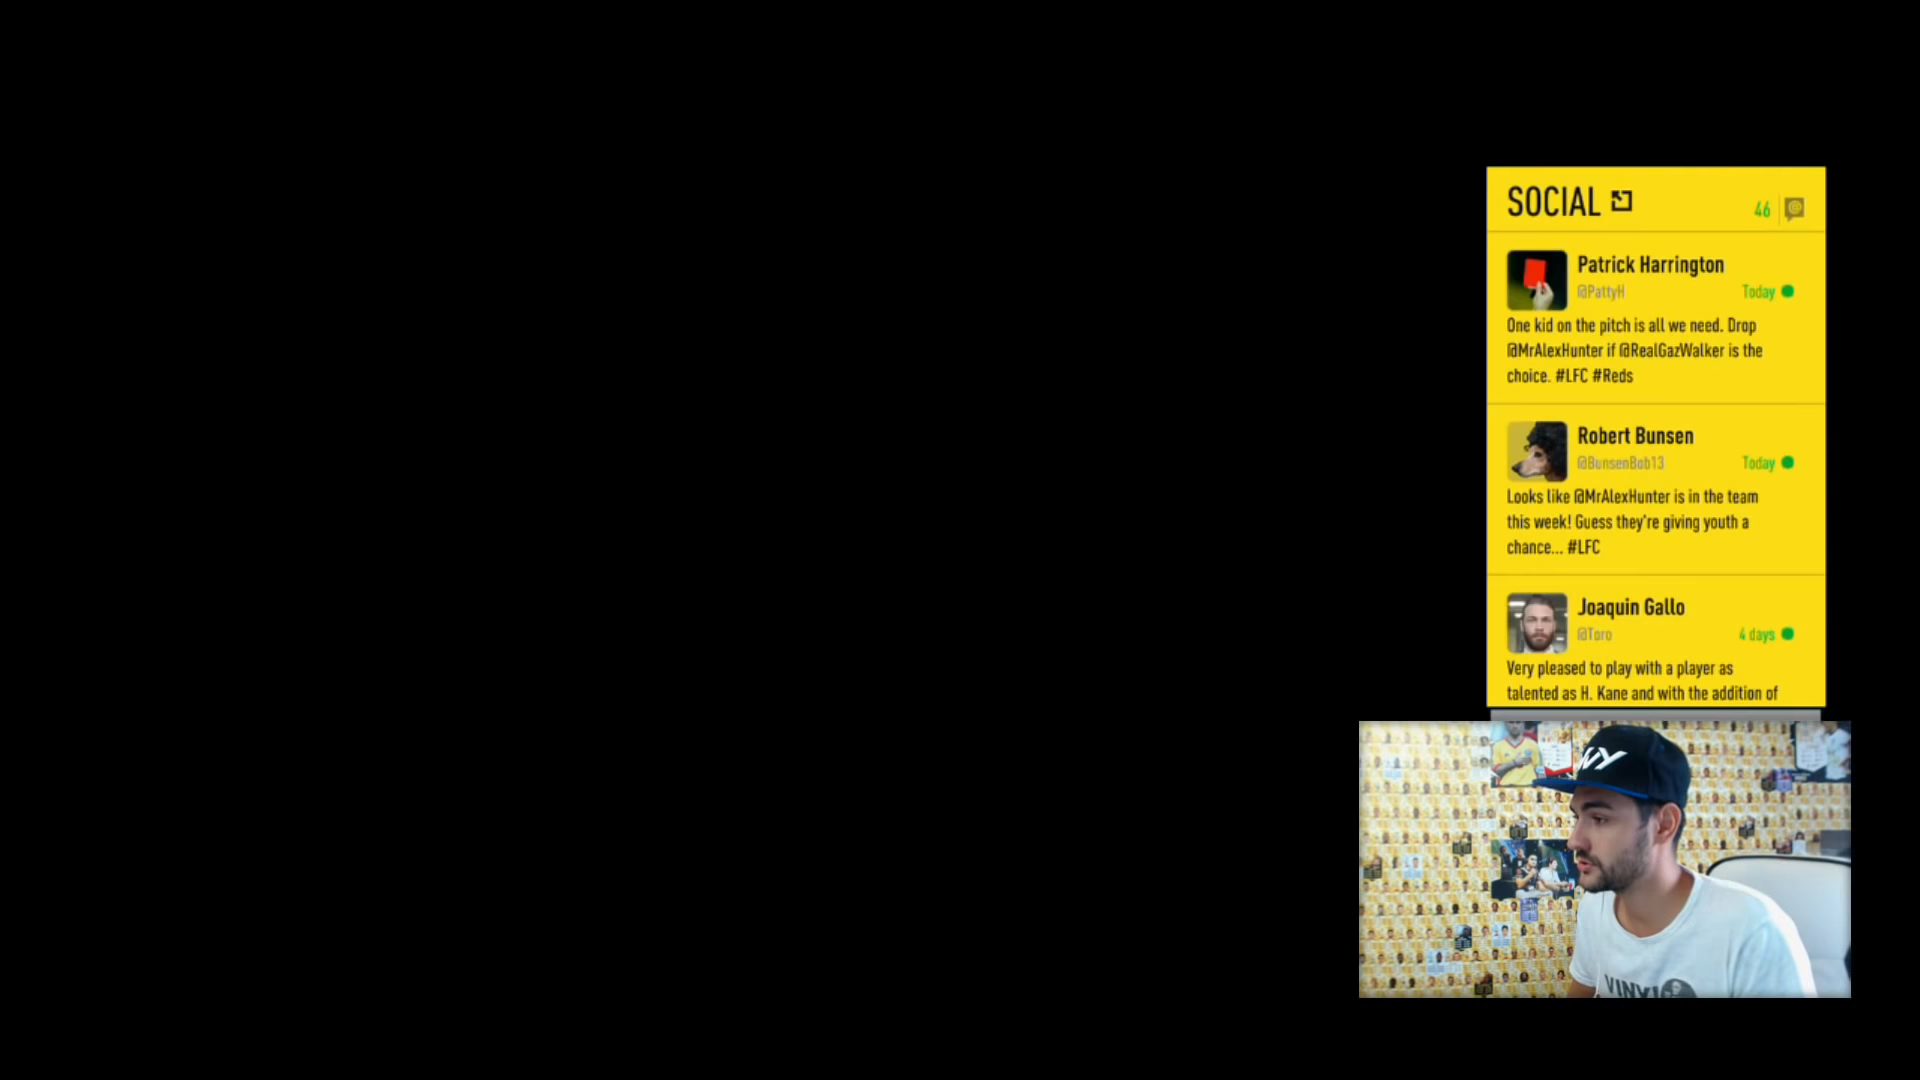 SOCIAL
46
Patrick Harrington
@PattyH
Today
One kid on the pitch is all we need. Drop
@MrAlexHunter if @RealGazWalker is the
choice. #LFC #Reds
Robert Bunsen
@BunsenBob13
Today
Looks like @MrAlexHunter is in the team
this week! Guess they're giving youth a
chance... #LFC
Joaquin Gallo
@Toro
4 days
Very pleased to play with a player as
talented as H. Kane and with the addition of